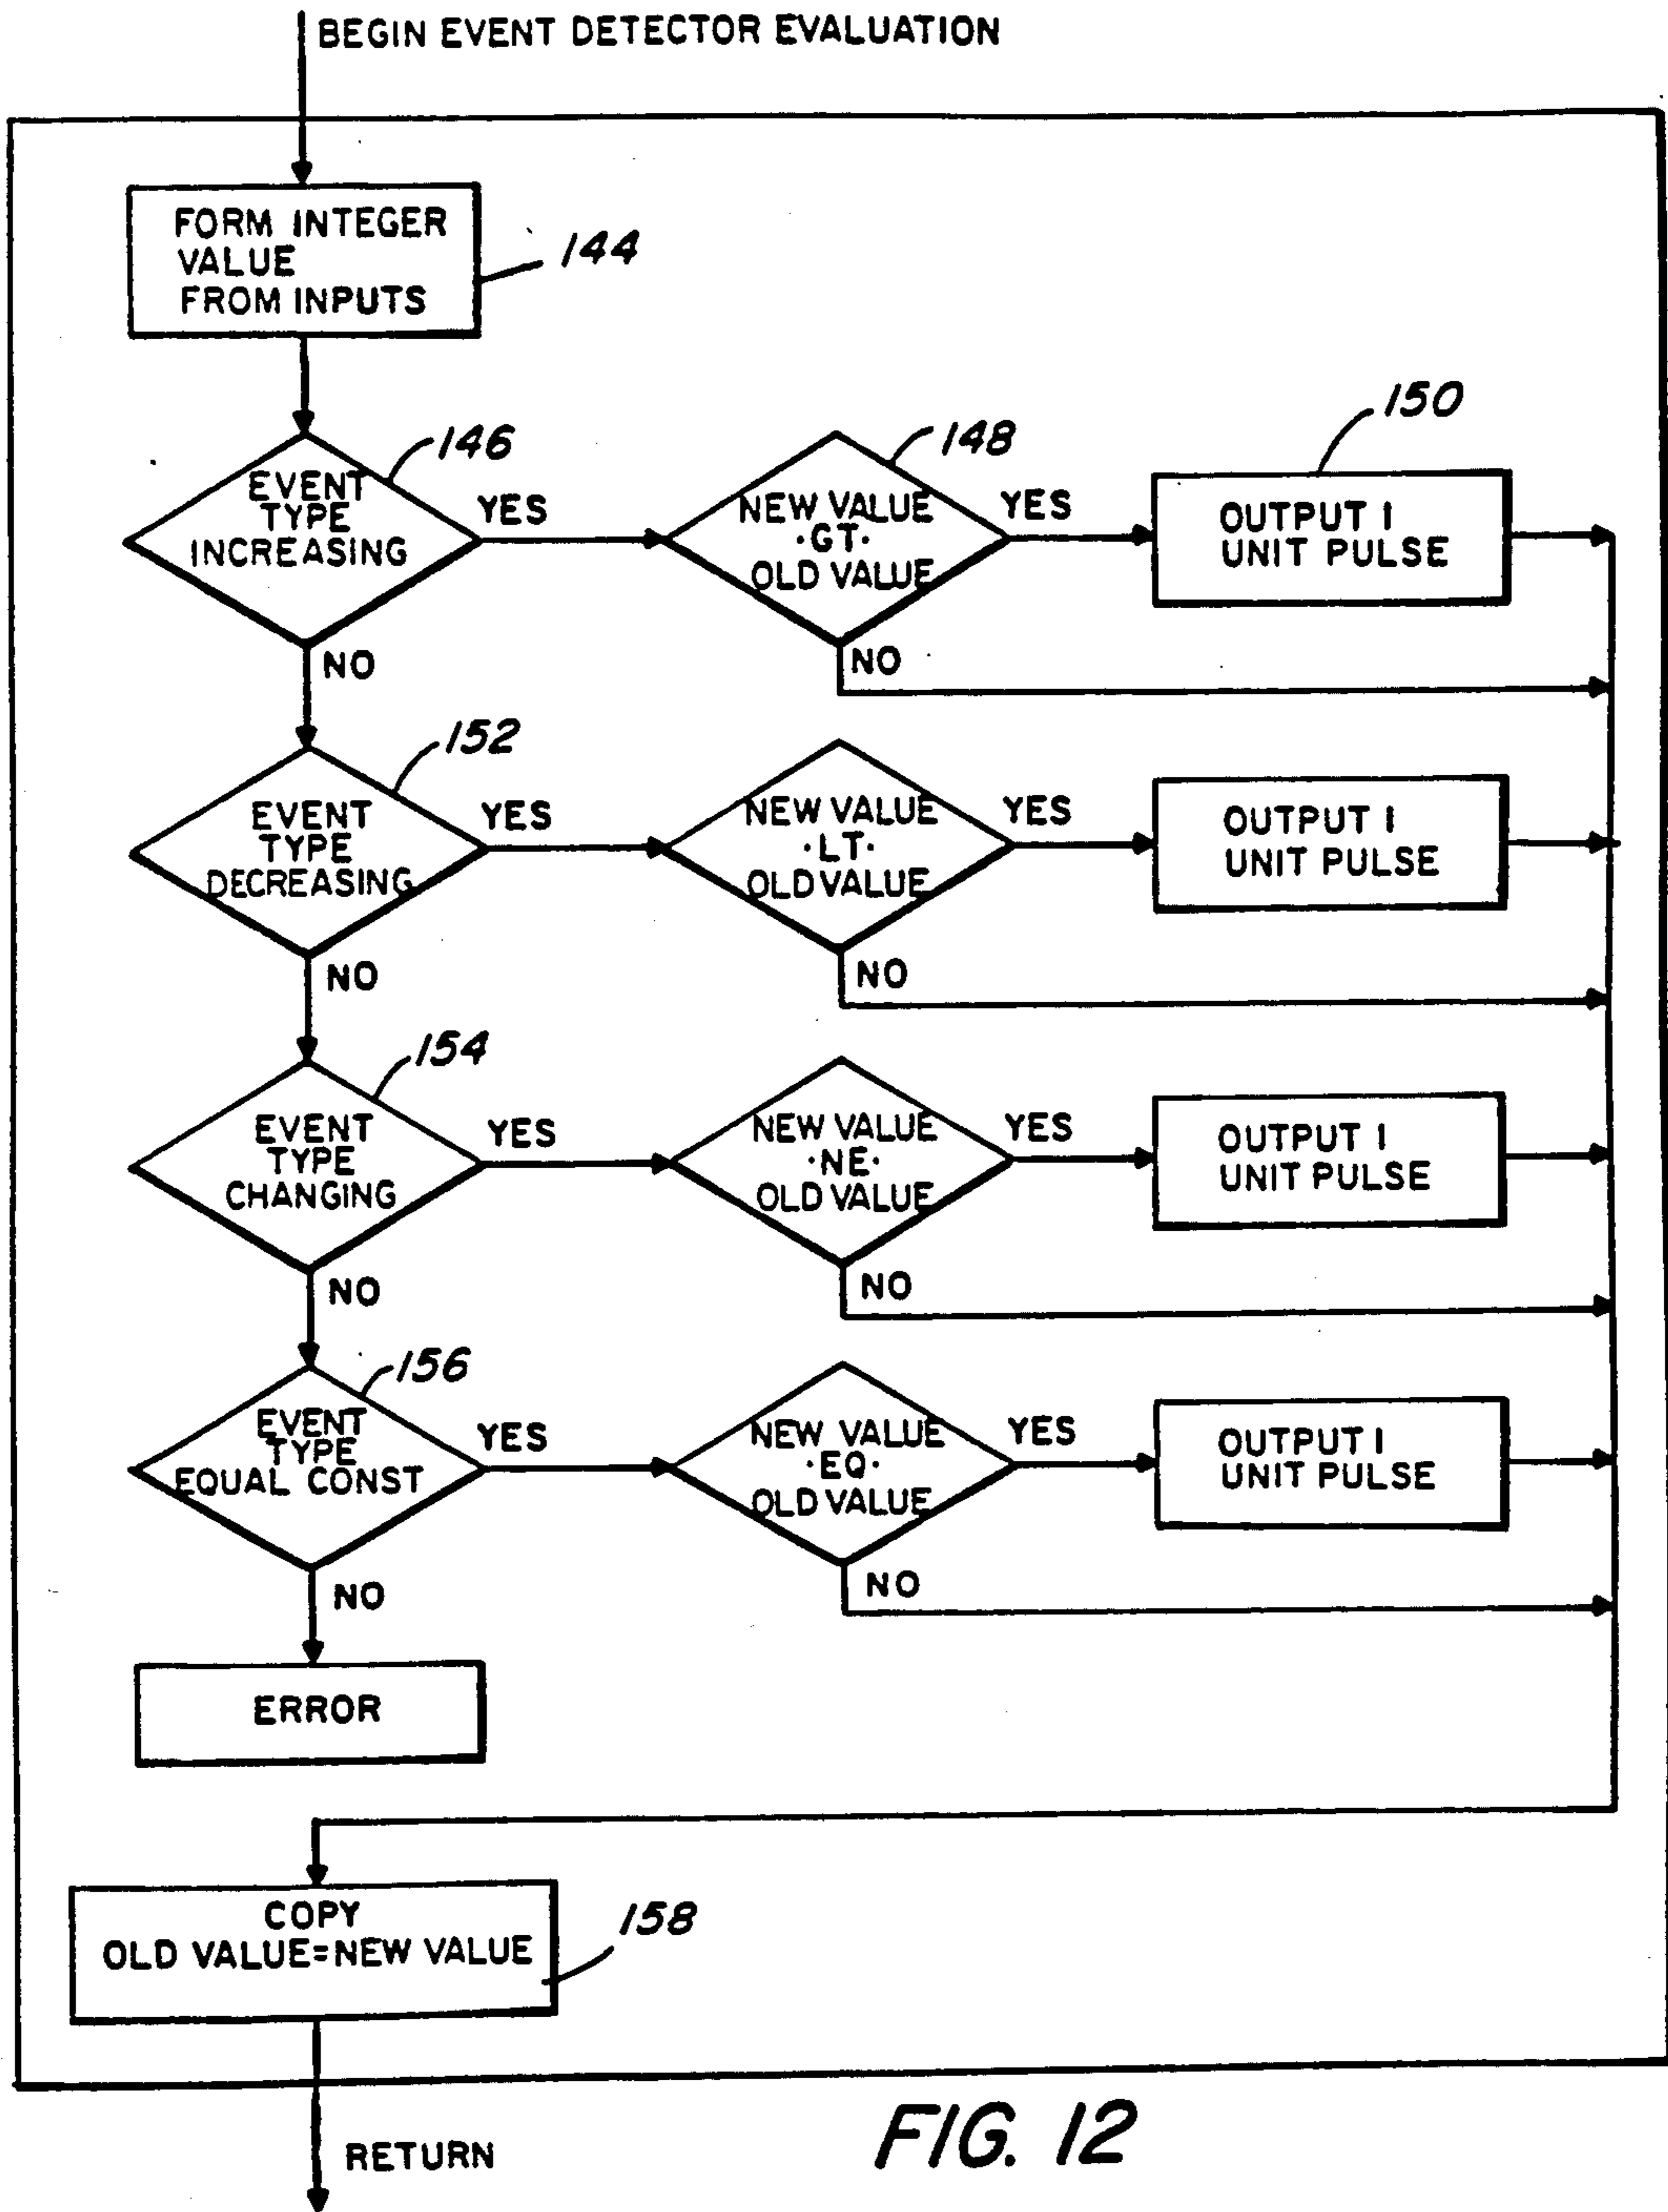 BEGIN EVENT DETECTOR EVALUATION
FORM INTEGER
VALUE
FROM INPUTS
144
146
EVENT
TYPE
INCREASING
YES
NO
148
NEW VALUE
·GT·
OLD VALUE
YES
NO
150
OUTPUT 1
UNIT PULSE
152
EVENT
TYPE
DECREASING
YES
NO
NEW VALUE
·LT·
OLD VALUE
YES
NO
OUTPUT 1
UNIT PULSE
154
EVENT
TYPE
CHANGING
YES
NO
NEW VALUE
·NE·
OLD VALUE
YES
NO
OUTPUT 1
UNIT PULSE
156
EVENT
TYPE
EQUAL CONST
YES
NO
NEW VALUE
·EQ·
OLD VALUE
YES
NO
OUTPUT 1
UNIT PULSE
ERROR
COPY
OLD VALUE=NEW VALUE
158
RETURN
FIG. 12